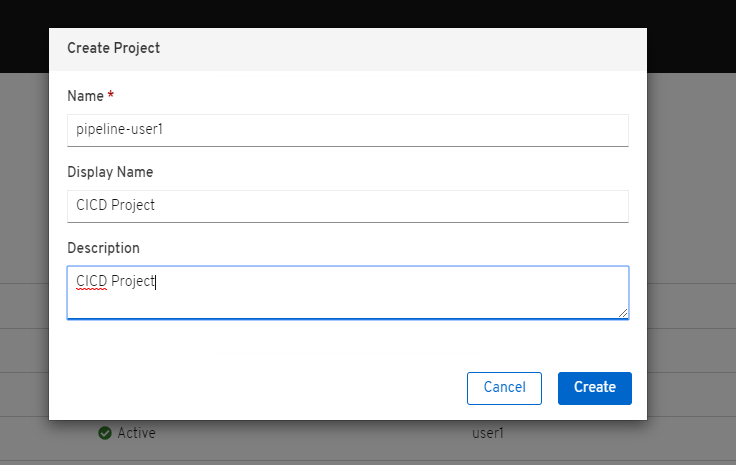 Create Project
Name *
pipeline-user1
Display Name
CICD Project
Description
CICD Project
Cancel Create
Active user1